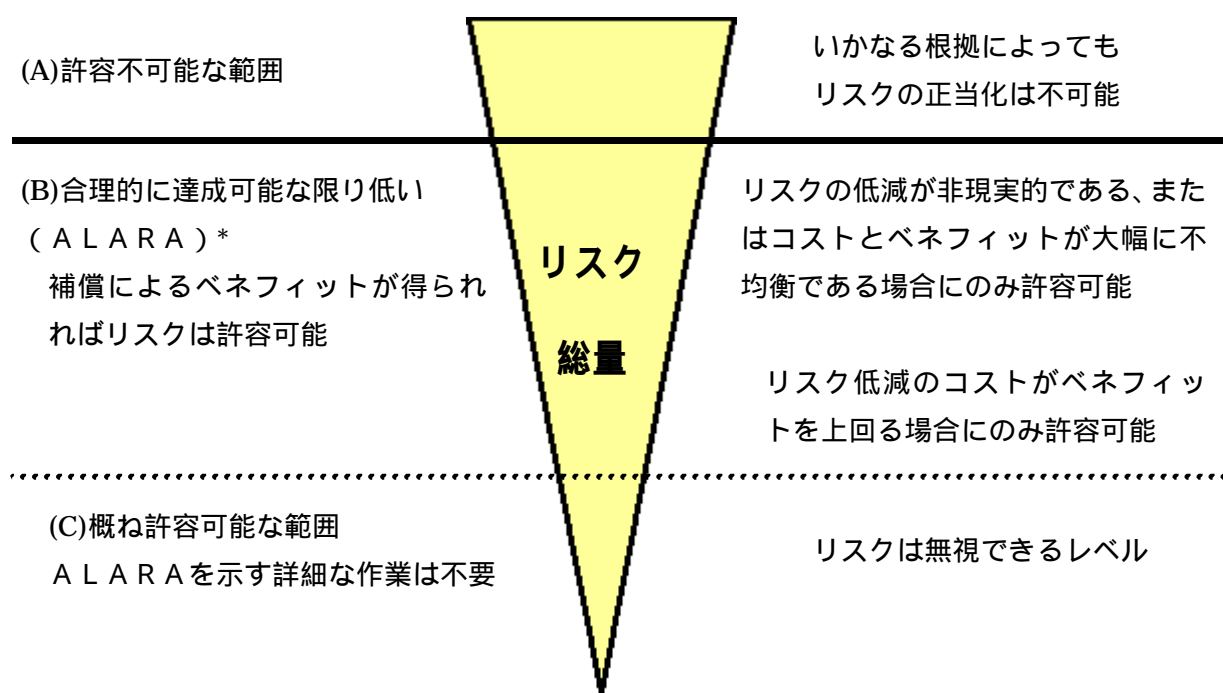 (A)許容不可能な範囲
いかなる根拠によっても
リスクの正当化は不可能
(B)合理的に達成可能な限り低い
(ＡＬＡＲＡ)*
補償によるベネフィットが得られ
ればリスクは許容可能
リスク
総量
リスクの低減が非現実的である、また
はコストとベネフィットが大幅に不
均衡である場合にのみ許容可能
リスク低減のコストがベネフィッ
トを上回る場合にのみ許容可能
(C)概ね許容可能な範囲
ＡＬＡＲＡを示す詳細な作業は不要
リスクは無視できるレベル